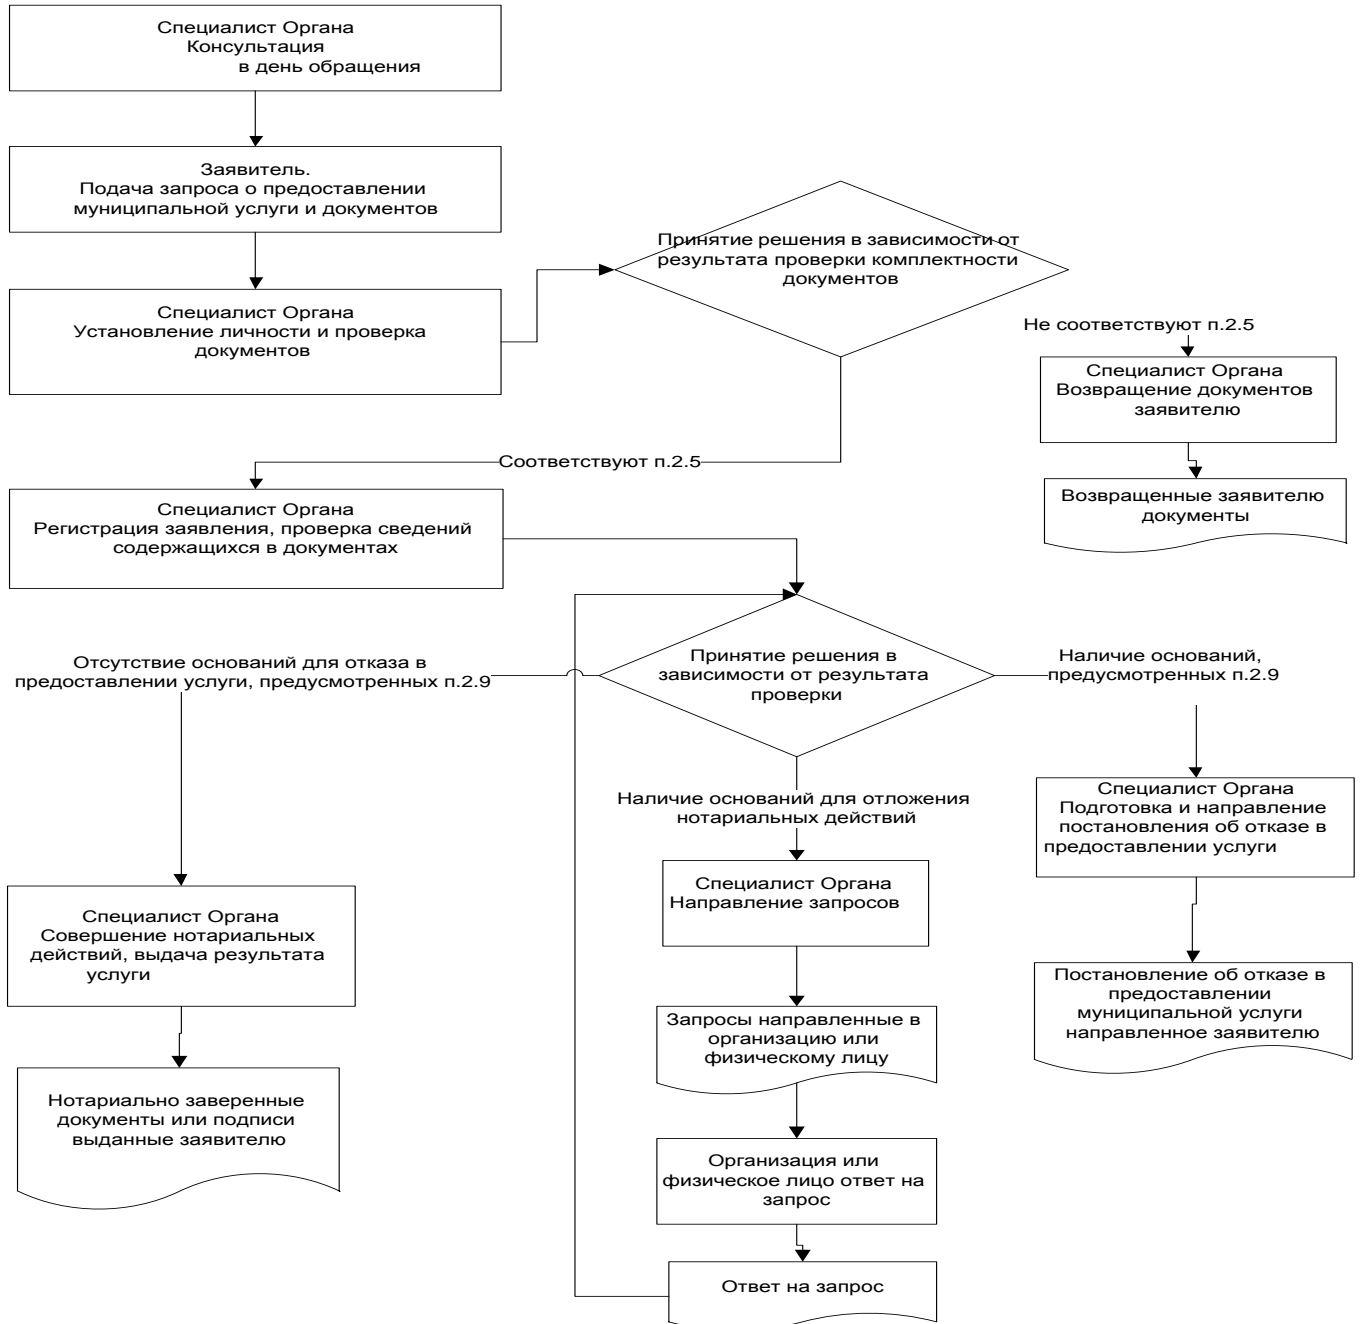 Специалист Органа
Консультация
в день обращения
Заявитель.
Подача запроса о предоставлении
муниципальной услуги и документов
Специалист Органа
Установление личности и проверка
документов
Принятие решения в зависимости от
результата проверки комплектности
документов
Не соответствуют п.2.5
Специалист Органа
Возвращение документов
заявителю
Возвращенные заявителю
документы
Соответствуют п.2.5
Специалист Органа
Регистрация заявления, проверка сведений
содержащихся в документах
Принятие решения в
зависимости от результата
проверки
Отсутствие оснований для отказа в
предоставлении услуги, предусмотренных п.2.9
Наличие оснований,
предусмотренных п.2.9
Наличие оснований для отложения
нотариальных действий
Специалист Органа
Подготовка и направление
постановления об отказе в
предоставлении услуги
Специалист Органа
Направление запросов
Специалист Органа
Совершение нотариальных
действий, выдача результата
услуги
Постановление об отказе в
предоставлении
муниципальной услуги
направленное заявителю
Запросы направленные в
организацию или
физическому лицу
Нотариально заверенные
документы или подписи
выданные заявителю
Организация или
физическое лицо ответ на
запрос
Ответ на запрос